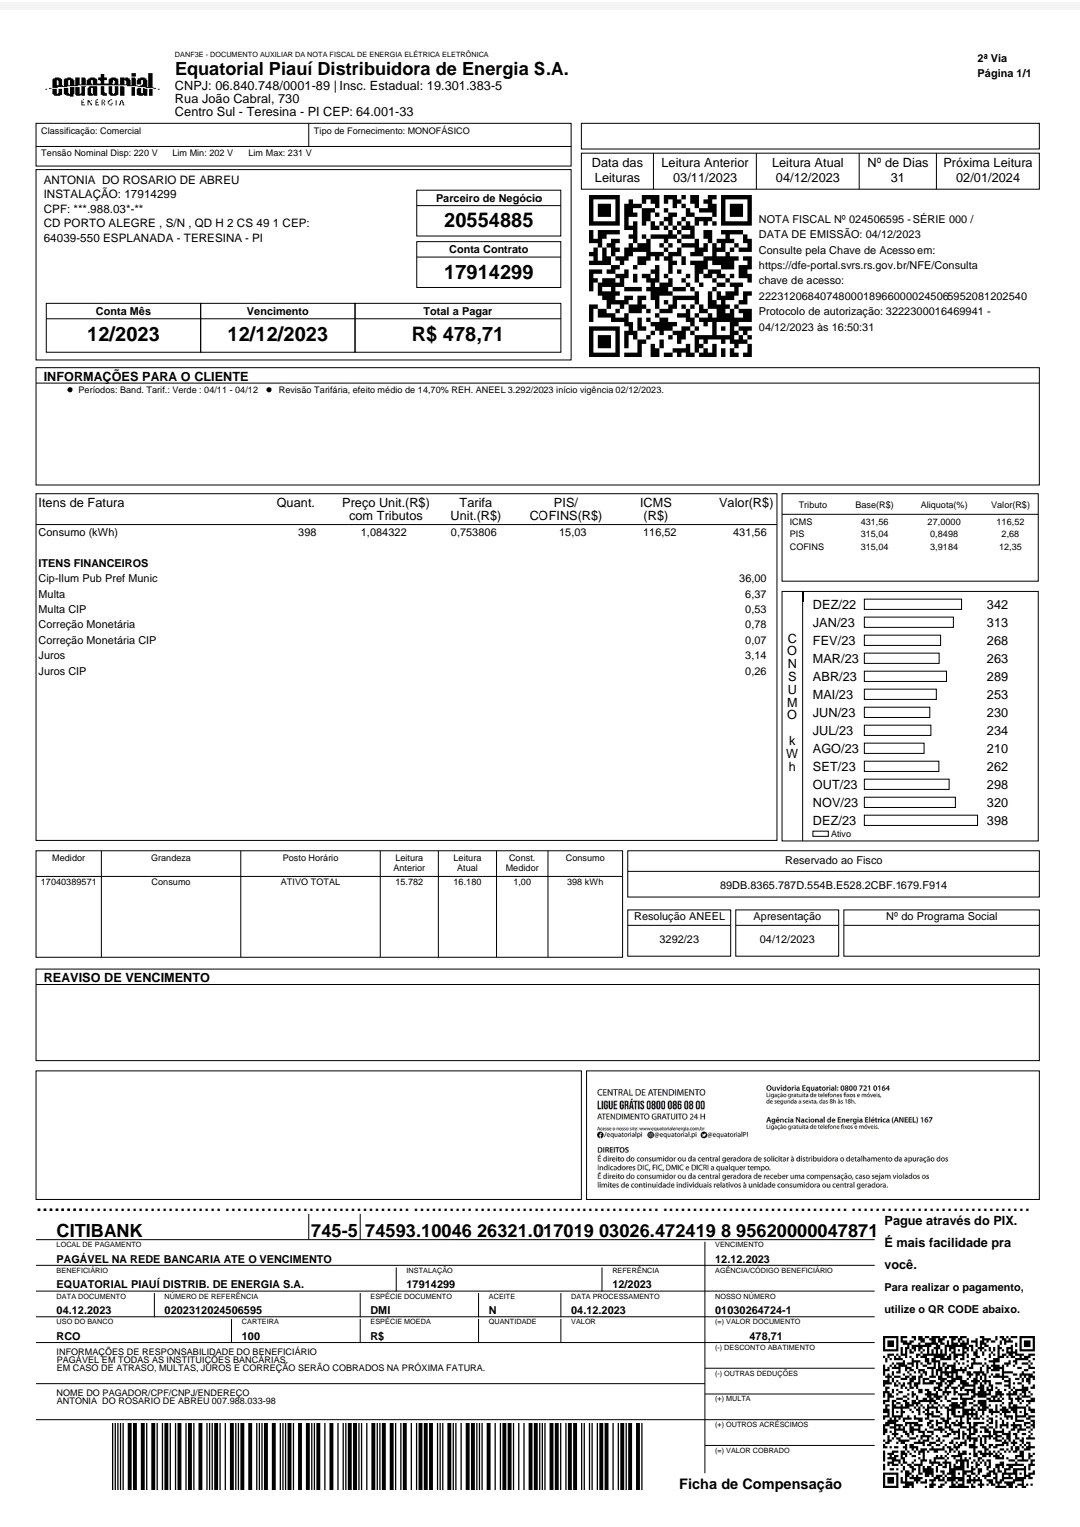 DANF3E - DOCUMENTO AUXILIAR DA NOTA FISCAL DE ENERGIA ELÉTRICA ELETRÔNICA
2ª Via
Página 1/1
equatorial
ENERGIA
Equatorial Piauí Distribuidora de Energia S.A.
CNPJ: 06.840.748/0001-89 | Insc. Estadual: 19.301.383-5
Rua João Cabral, 730
Centro Sul - Teresina - PI CEP: 64.001-33
Classificação: Comercial Tipo de Fornecimento: MONOFÁSICO
Tensão Nominal Disp: 220 V Lim Min: 202 V Lim Max: 231 V
Data das Leituras
Leitura Anterior 03/11/2023
Leitura Atual 04/12/2023
Nº de Dias 31
Próxima Leitura 02/01/2024
ANTONIA DO ROSARIO DE ABREU
INSTALAÇÃO: 17914299
CPF: ***.988.03*-**
CD PORTO ALEGRE , S/N , QD H 2 CS 49 1 CEP:
64039-550 ESPLANADA - TERESINA - PI
Parceiro de Negócio
20554885
Conta Contrato
17914299
Conta Mês Vencimento Total a Pagar
12/2023 12/12/2023 R$ 478,71
NOTA FISCAL Nº 024506595 - SÉRIE 000 /
DATA DE EMISSÃO: 04/12/2023
Consulte pela Chave de Acesso em:
https://dfe-portal.svrs.rs.gov.br/NFE/Consulta
chave de acesso:
22231206840748000189660000245065952081202540
Protocolo de autorização: 3222300016469941 -
04/12/2023 às 16:50:31
INFORMAÇÕES PARA O CLIENTE
● Períodos: Band. Tarif.: Verde : 04/11 - 04/12 ● Revisão Tarifária, efeito médio de 14,70% REH. ANEEL 3.292/2023 início vigência 02/12/2023.
Itens de Fatura Quant. Preço Unit.(R$) com Tributos Tarifa Unit.(R$) PIS/ COFINS(R$) ICMS (R$) Valor(R$)
Consumo (kWh) 398 1,084322 0,753806 15,03 116,52 431,56
ITENS FINANCEIROS
Cip-Ilum Pub Pref Munic 36,00
Multa 6,37
Multa CIP 0,53
Correção Monetária 0,78
Correção Monetária CIP 0,07
Juros 3,14
Juros CIP 0,26
Tributo Base(R$) Aliquota(%) Valor(R$)
ICMS 431,56 27,0000 116,52
PIS 315,04 0,8498 2,68
COFINS 315,04 3,9184 12,35
CONSUMO kWh
DEZ/22 342
JAN/23 313
FEV/23 268
MAR/23 263
ABR/23 289
MAI/23 253
JUN/23 230
JUL/23 234
AGO/23 210
SET/23 262
OUT/23 298
NOV/23 320
DEZ/23 398
Ativo
Medidor Grandeza Posto Horário Leitura Anterior Leitura Atual Const. Medidor Consumo
17040389571 Consumo ATIVO TOTAL 15.782 16.180 1,00 398 kWh
Reservado ao Fisco
89DB.8365.787D.554B.E528.2CBF.1679.F914
Resolução ANEEL Apresentação Nº do Programa Social
3292/23 04/12/2023
REAVISO DE VENCIMENTO
CENTRAL DE ATENDIMENTO
LIGUE GRÁTIS 0800 086 08 00
ATENDIMENTO GRATUITO 24 H
Acesse o nosso site: www.equatorialenergia.com.br
/equatorialpi @equatorial.pi @equatorialPI
Ouvidoria Equatorial: 0800 721 0164
Ligação gratuita de telefones fixos e móveis,
de segunda a sexta, das 8h às 18h.
Agência Nacional de Energia Elétrica (ANEEL) 167
Ligação gratuita de telefone fixos e móveis.
DIREITOS
É direito do consumidor ou da central geradora de solicitar à distribuidora o detalhamento da apuração dos
indicadores DIC, FIC, DMIC e DICRI a qualquer tempo.
É direito do consumidor ou da central geradora de receber uma compensação, caso sejam violados os
limites de continuidade individuais relativos à unidade consumidora ou central geradora.
CITIBANK 745-5 74593.10046 26321.017019 03026.472419 8 95620000047871
LOCAL DE PAGAMENTO VENCIMENTO
PAGÁVEL NA REDE BANCARIA ATE O VENCIMENTO 12.12.2023
BENEFICIÁRIO INSTALAÇÃO REFERÊNCIA AGÊNCIA/CÓDIGO BENEFICIÁRIO
EQUATORIAL PIAUÍ DISTRIB. DE ENERGIA S.A. 17914299 12/2023
DATA DOCUMENTO NÚMERO DE REFERÊNCIA ESPÉCIE DOCUMENTO ACEITE DATA PROCESSAMENTO NOSSO NÚMERO
04.12.2023 0202312024506595 DMI N 04.12.2023 01030264724-1
USO DO BANCO CARTEIRA ESPÉCIE MOEDA QUANTIDADE VALOR (=) VALOR DOCUMENTO
RCO 100 R$ 478,71
INFORMAÇÕES DE RESPONSABILIDADE DO BENEFICIÁRIO
PAGÁVEL EM TODAS AS INSTITUIÇÕES BANCÁRIAS.
EM CASO DE ATRASO, MULTAS, JUROS E CORREÇÃO SERÃO COBRADOS NA PRÓXIMA FATURA.
(-) DESCONTO ABATIMENTO
(-) OUTRAS DEDUÇÕES
NOME DO PAGADOR/CPF/CNPJ/ENDEREÇO
ANTONIA DO ROSARIO DE ABREU 007.988.033-98
(+) MULTA
(+) OUTROS ACRÉSCIMOS
(=) VALOR COBRADO
Ficha de Compensação
Pague através do PIX.
É mais facilidade pra
você.
Para realizar o pagamento,
utilize o QR CODE abaixo.